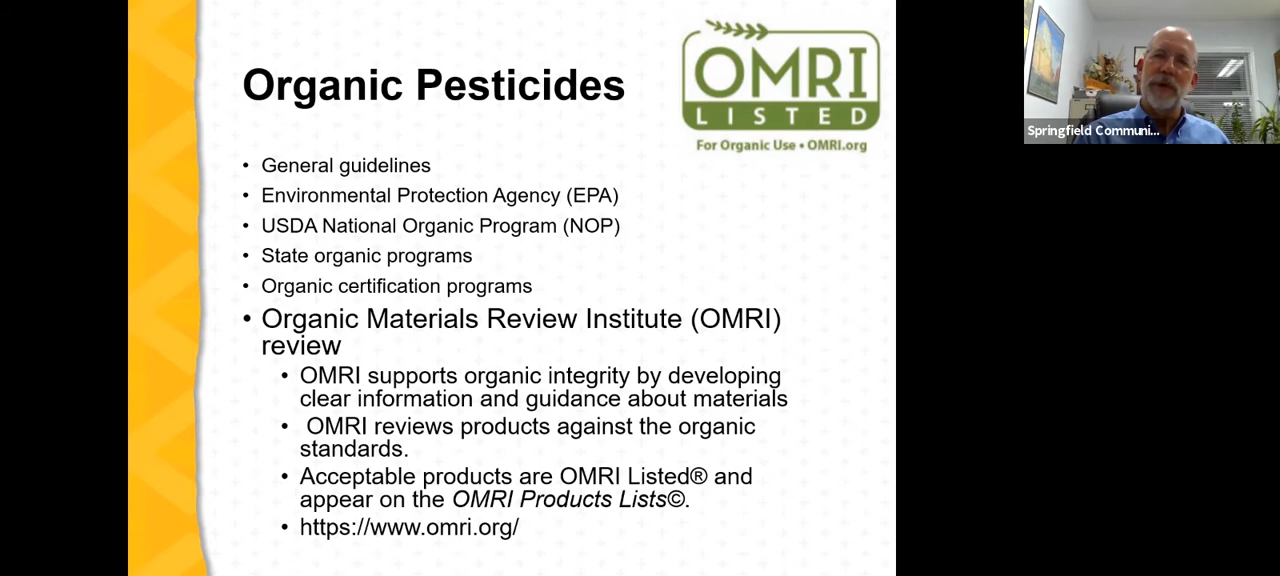 Organic Pesticides
OMRI
LISTED
For Organic Use • OMRI.org
• General guidelines
• Environmental Protection Agency (EPA)
• USDA National Organic Program (NOP)
• State organic programs
• Organic certification programs
• Organic Materials Review Institute (OMRI)
review
• OMRI supports organic integrity by developing
clear information and guidance about materials
• OMRI reviews products against the organic
standards.
• Acceptable products are OMRI Listed® and
appear on the OMRI Products Lists©.
• https://www.omri.org/
Springfield Communi...